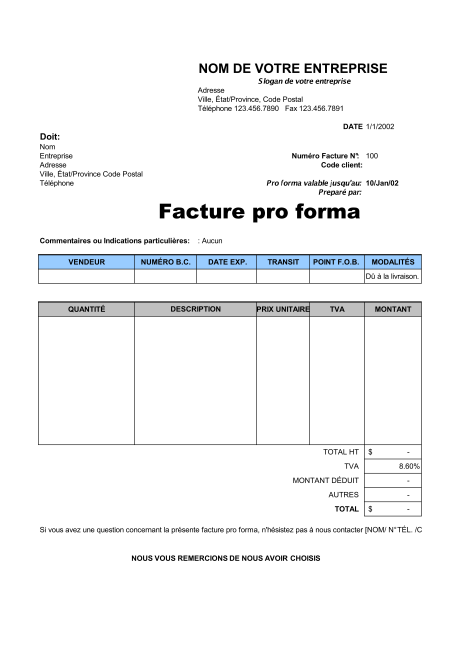 NOM DE VOTRE ENTREPRISE
Slogan de votre entreprise
Adresse
Ville, État/Province, Code Postal
Téléphone 123.456.7890 Fax 123.456.7891
DATE 1/1/2002
Doit:
Nom
Entreprise
Numéro Facture N°: 100
Adresse
Code client:
Ville, État/Province Code Postal
Téléphone
Pro forma valable jusqu'au: 10/Jan/02
Preparé par:
Facture pro forma
Commentaires ou Indications particulières: : Aucun
VENDEUR NUMÉRO B.C. DATE EXP. TRANSIT POINT F.O.B. MODALITÉS
Dû à la livraison.
QUANTITÉ DESCRIPTION PRIX UNITAIRE TVA MONTANT
TOTAL HT $ -
TVA 8.60%
MONTANT DÉDUIT -
AUTRES -
TOTAL $ -
Si vous avez une question concernant la présente facture pro forma, n'hésistez pas à nous contacter [NOM/ N° TÉL. /C
NOUS VOUS REMERCIONS DE NOUS AVOIR CHOISIS